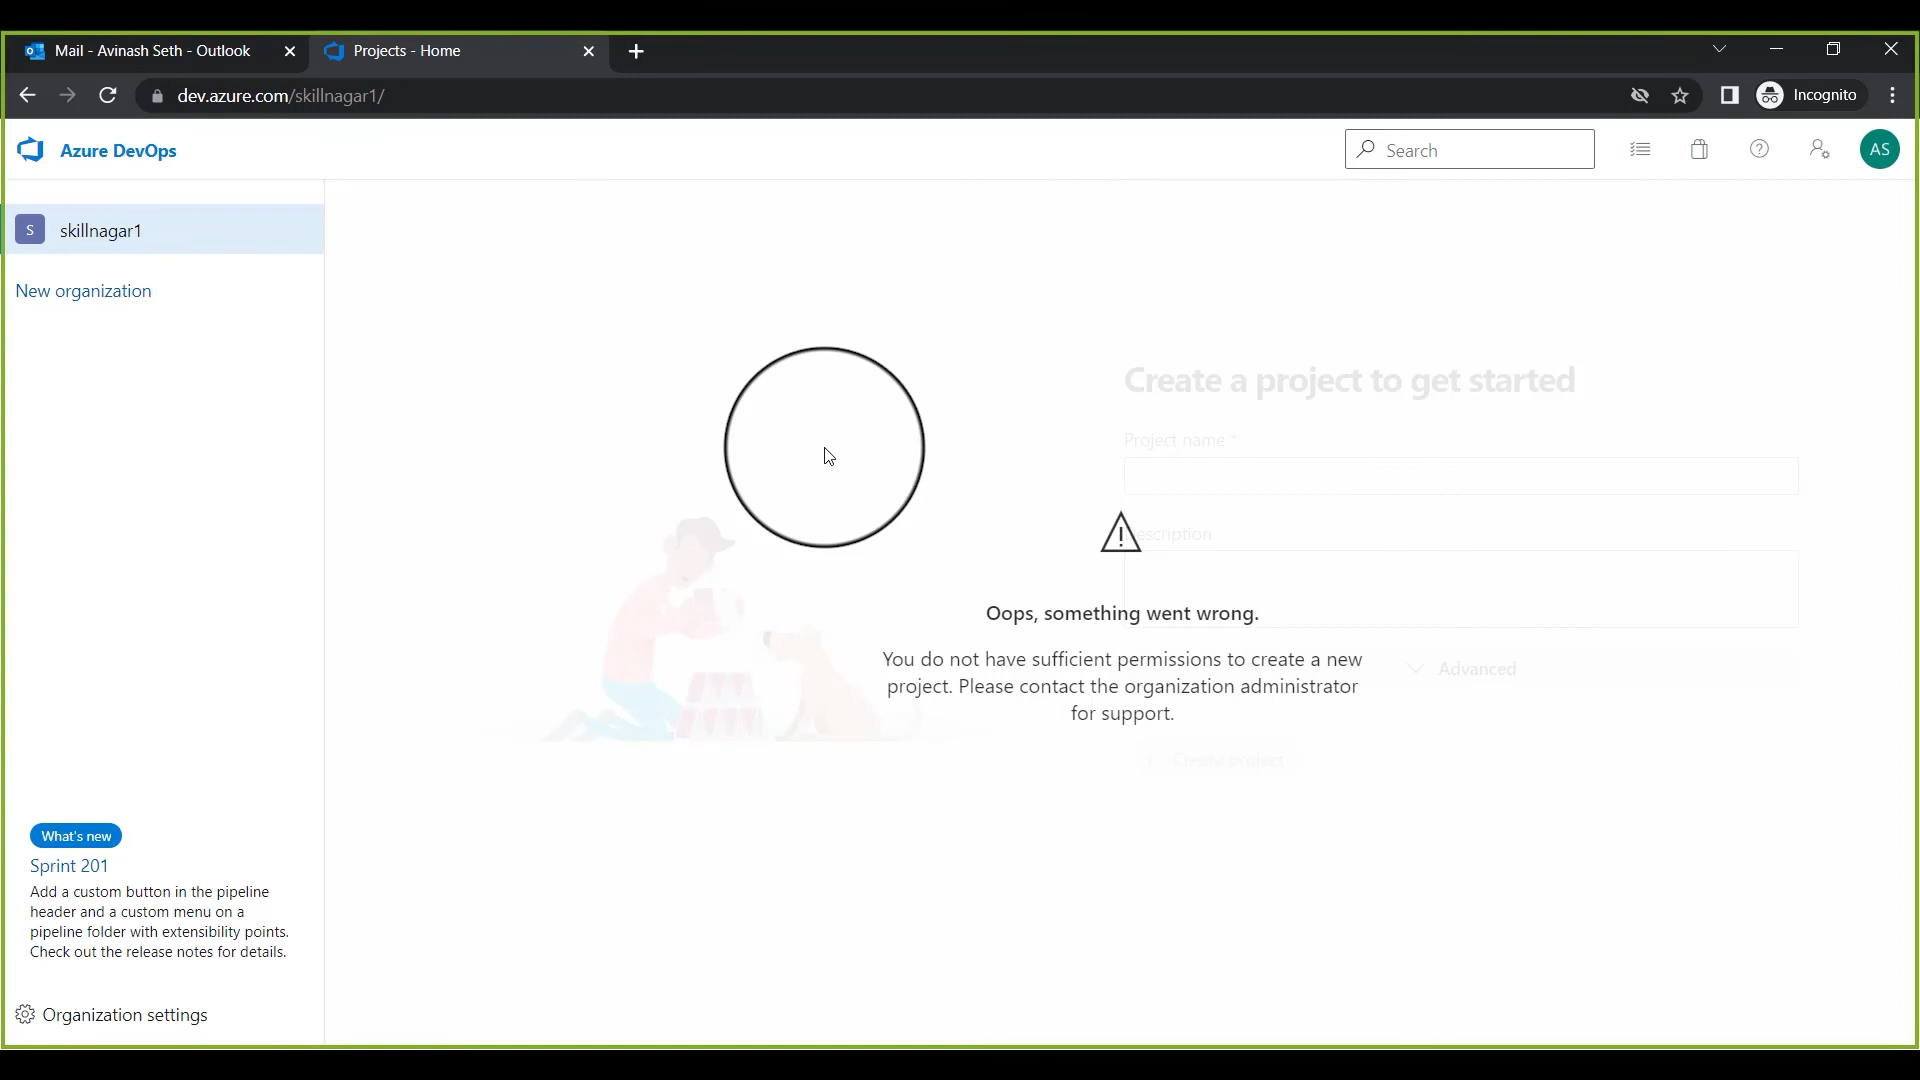 Mail - Avinash Seth - Outlook
Projects - Home
dev.azure.com/skillnagar1/
Incognito
Azure DevOps
Search
AS
S
skillnagar1
New organization
Create a project to get started
Project name *
escription
Oops, something went wrong.
You do not have sufficient permissions to create a new
project. Please contact the organization administrator
for support.
Advanced
Create project
What's new
Sprint 201
Add a custom button in the pipeline
header and a custom menu on a
pipeline folder with extensibility points.
Check out the release notes for details.
Organization settings